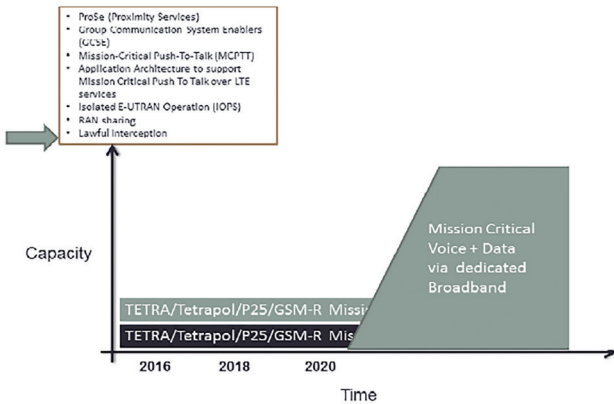 • ProSe (Proximity Services)
• Group Communication System Enablers
(GCSE)
• Mission-Critical Push-To-Talk (MCPTT)
• Application Architecture to support
Mission Critical Push To Talk over LTE
services
• Isolated E-UTRAN Operation (IOPS)
• RAN sharing
• Lawful Interception
Capacity
Mission Critical
Voice + Data
via dedicated
Broadband
TETRA/Tetrapol/P25/GSM-R Missi
TETRA/Tetrapol/P25/GSM-R Miss
2016 2018 2020
Time